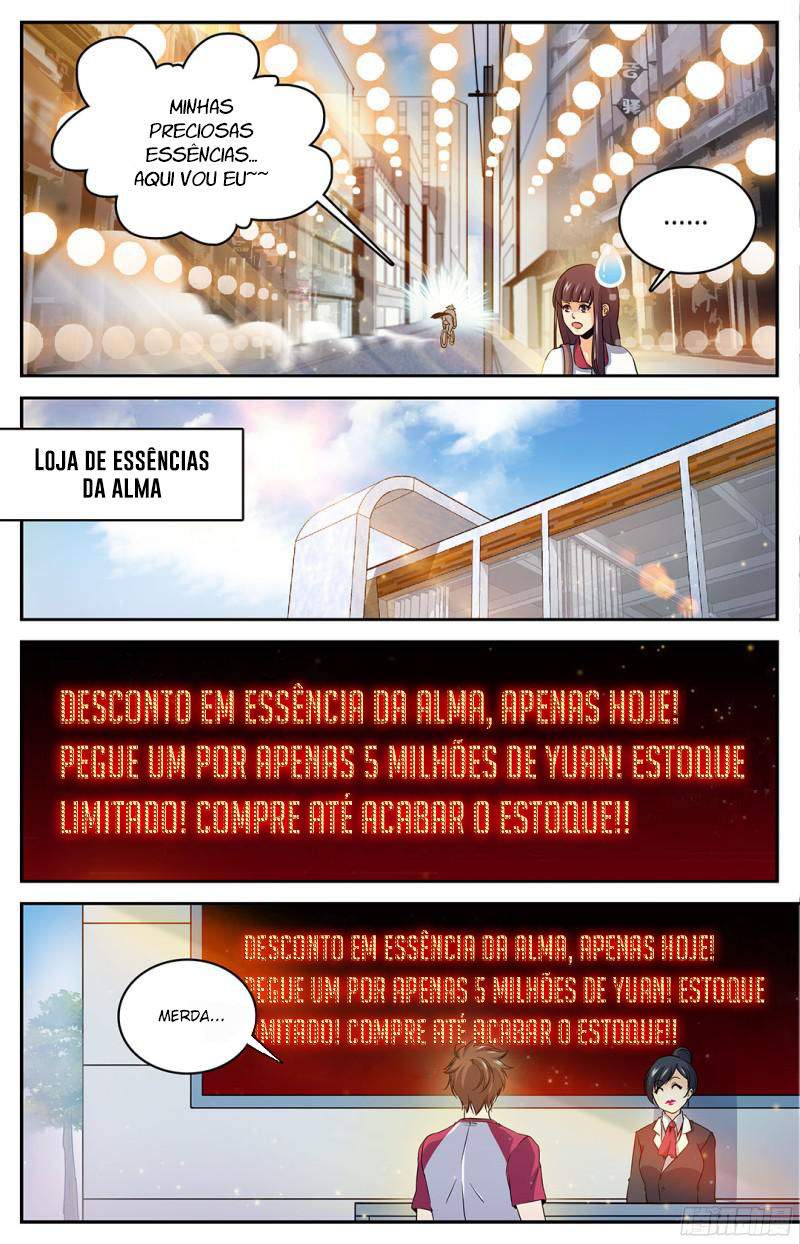 MINHAS
PRECIOSAS
ESSÊNCIAS...
AQUI VOU EU~~
......
LOJA DE ESSÊNCIAS
DA ALMA
DESCONTO EM ESSÊNCIA DA ALMA, APENAS HOJE!
PEGUE UM POR APENAS 5 MILHÕES DE YUAN! ESTOQUE
LIMITADO! COMPRE ATÉ ACABAR O ESTOQUE!!
DESCONTO EM ESSÊNCIA DA ALMA, APENAS HOJE!
EGUE UM POR APENAS 5 MILHÕES DE YUAN! ESTOQUE
IMITADO! COMPRE ATÉ ACABAR O ESTOQUE!!
MERDA...